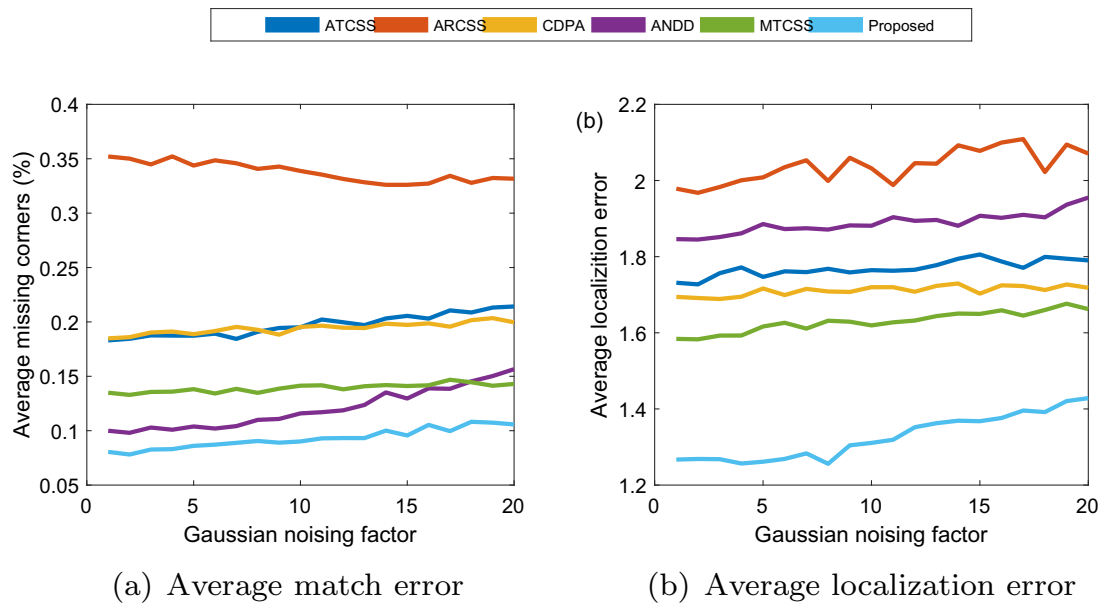 ATCSS ARCSS CDPA ANDD MTCSS Proposed
0.4
0.35
0.3
0.25
0.2
0.15
0.1
0.05
Average missing corners (%)
0 5 10 15 20
Gaussian noising factor
(a) Average match error
(b)
2.2
2
1.8
1.6
1.4
1.2
Average localizition error
0 5 10 15 20
Gaussian noising factor
(b) Average localization error